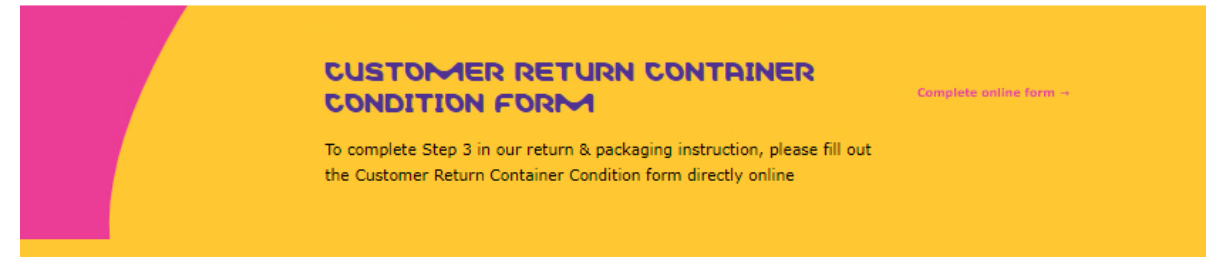 CUSTOMER RETURN CONTAINER
CONDITION FORM
Complete online form →
To complete Step 3 in our return & packaging instruction, please fill out
the Customer Return Container Condition form directly online